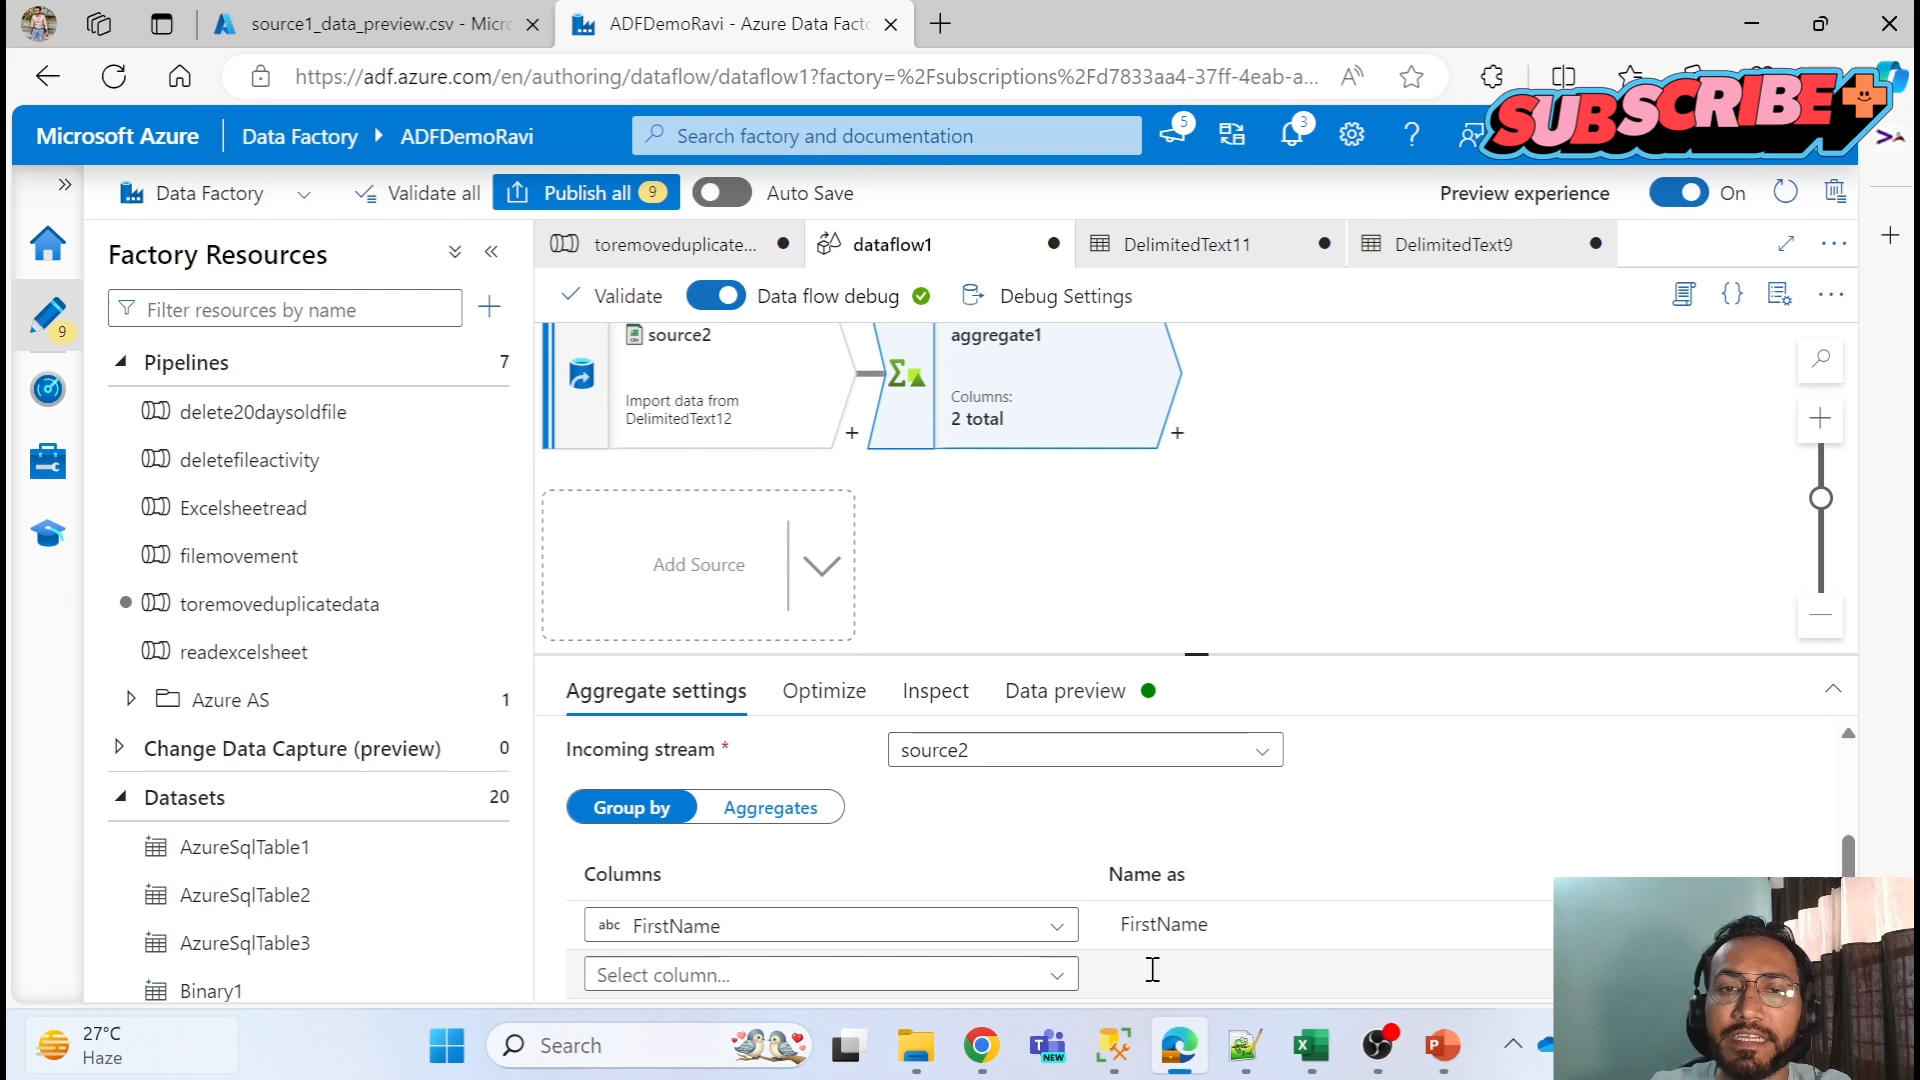 source1_data_preview.csv - Micr
ADFDemoRavi - Azure Data Fact
https://adf.azure.com/en/authoring/dataflow/dataflow1?factory=%2Fsubscriptions%2Fd7833aa4-37ff-4eab-a...
SUBSCRIBE
Microsoft Azure
Data Factory
ADFDemoRavi
Search factory and documentation
5
3
Data Factory
Validate all
Publish all
9
Auto Save
Preview experience
On
Factory Resources
toremoveduplicate...
dataflow1
DelimitedText11
DelimitedText9
Filter resources by name
Validate
Data flow debug
Debug Settings
9
Pipelines
7
delete20daysoldfile
deletefileactivity
Excelsheetread
filemovement
toremoveduplicatedata
readexcelsheet
Azure AS
1
Change Data Capture (preview)
0
Datasets
20
AzureSqlTable1
AzureSqlTable2
AzureSqlTable3
Binary1
source2
Import data from
DelimitedText12
aggregate1
Columns:
2 total
Add Source
Aggregate settings
Optimize
Inspect
Data preview
Incoming stream *
source2
Group by
Aggregates
Columns
Name as
abc FirstName
FirstName
Select column...
27°C
Haze
Search
NEW